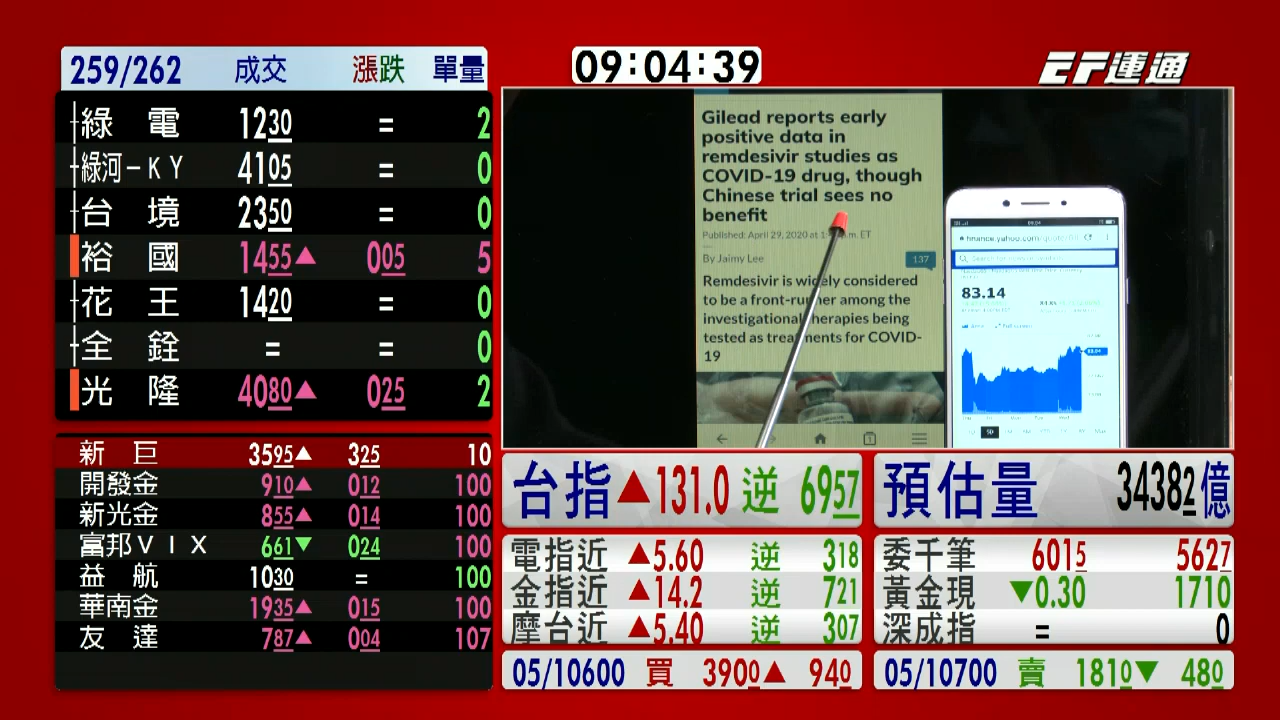 259/262 成交 漲跌 單量
綠電 1230 = 2
綠河－KY 4105 = 0
台境 2350 = 0
裕國 1455▲ 005 5
花王 1420 = 0
全銓 = = 0
光隆 4080▲ 025 2
新巨 3595▲ 325 10
開發金 910▲ 012 100
新光金 855▲ 014 100
富邦ＶＩＸ 661▼ 024 100
益航 1030 = 100
華南金 1935▲ 015 100
友達 787▲ 004 107
09:04:39
EF運通
Gilead reports early
positive data in
remdesivir studies as
COVID-19 drug, though
Chinese trial sees no
benefit
Published: April 29, 2020 at ET
By Jaimy Lee
137
Remdesivir is widely considered
to be a front-runner among the
investigational therapies being
tested as treatments for COVID-
19
83.14
台指▲131.0 逆 6957
預估量 34382億
電指近 ▲5.60 逆 318
金指近 ▲14.2 逆 721
摩台近 ▲5.40 逆 307
委千筆 6015 5627
黃金現 ▼0.30 1710
深成指 = 0
05/10600 買 3900▲ 940
05/10700 賣 1810▼ 480